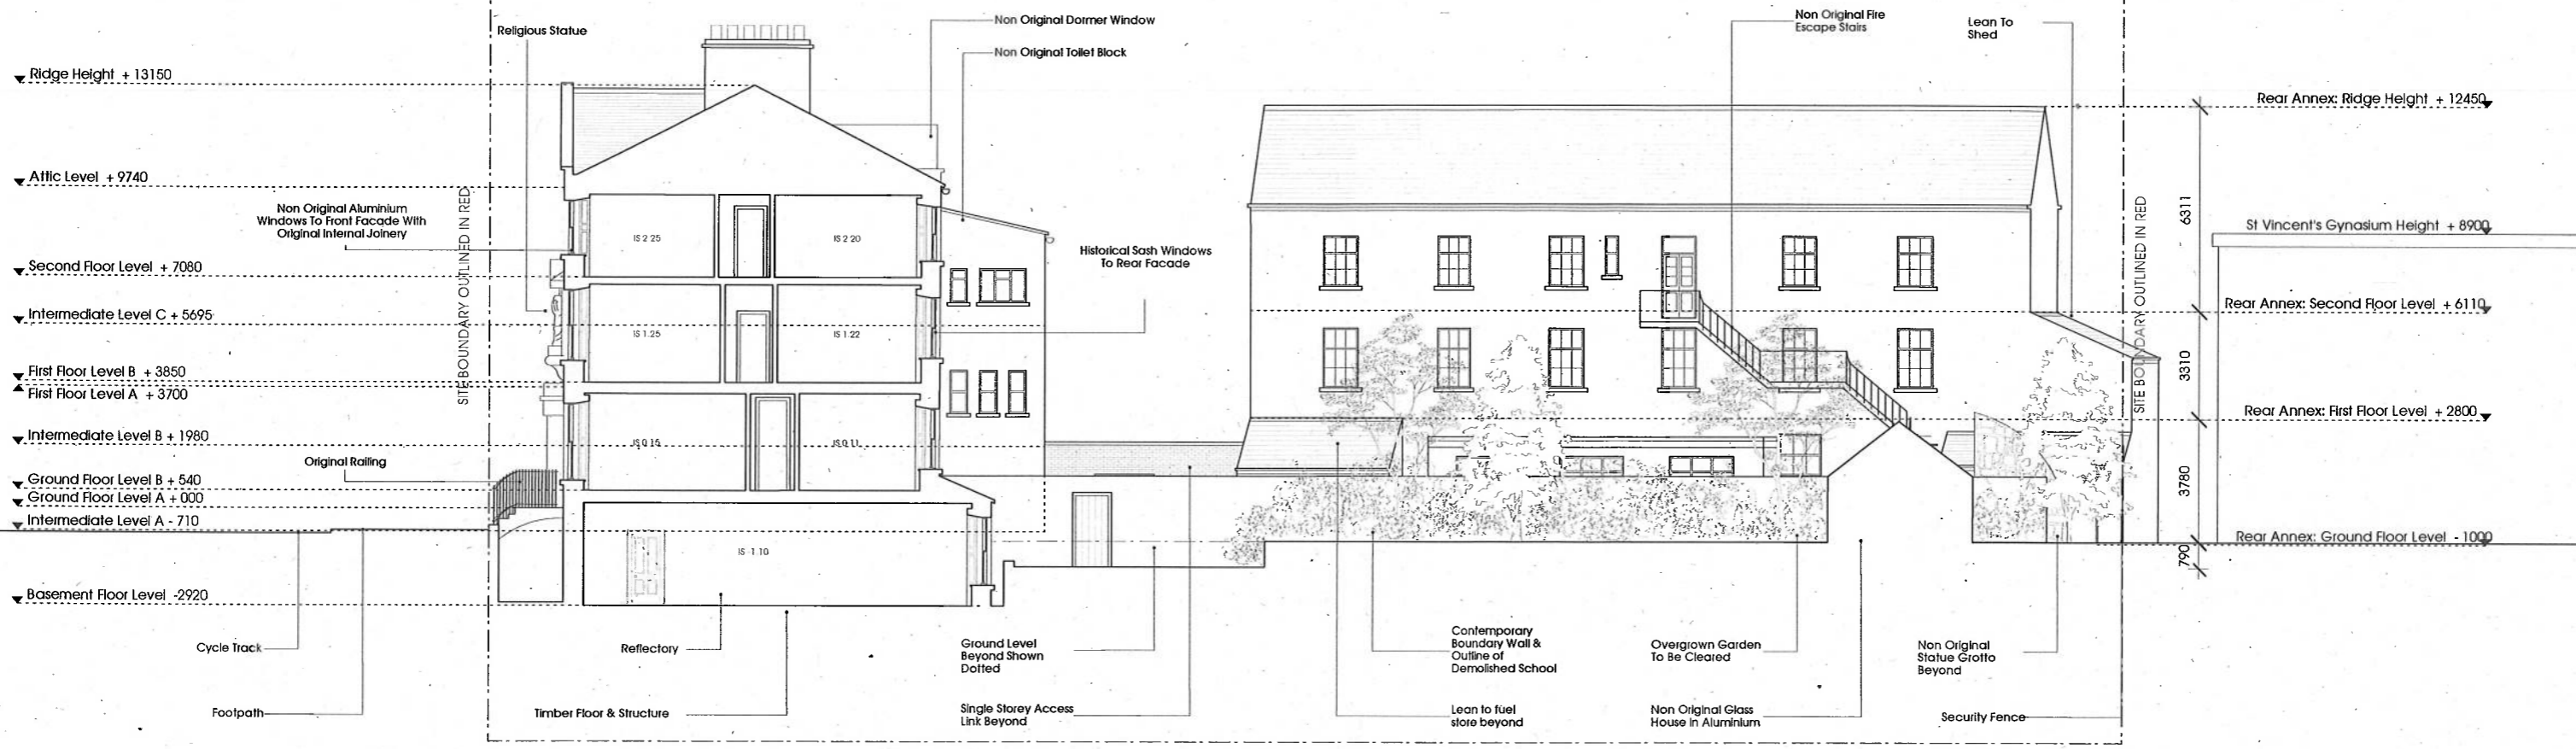 Religious Statue
Non Original Dormer Window
Non Original Toilet Block
Non Original Fire
Escape Stairs
Lean To
Shed
Ridge Height + 13150
Attic Level + 9740
Non Original Aluminium
Windows To Front Facade With
Original Internal Joinery
Second Floor Level + 7080
Intermediate Level C + 5695
First Floor Level B + 3850
First Floor Level A + 3700
Intermediate Level B + 1980
Original Railing
Ground Floor Level B + 540
Ground Floor Level A + 000
Intermediate Level A - 710
Basement Floor Level -2920
SITE BOUNDARY OUTLINED IN RED
IS 2 25
IS 2 20
IS 1.25
IS 1.22
IS 0 15
IS 0 11
IS -1 10
Historical Sash Windows
To Rear Facade
SITE BOUNDARY OUTLINED IN RED
6311
3310
3780
790
Rear Annex: Ridge Height + 12450
St Vincent's Gynasium Height + 8900
Rear Annex: Second Floor Level + 6110
Rear Annex: First Floor Level + 2800
Rear Annex: Ground Floor Level - 1000
Cycle Track
Footpath
Reflectory
Timber Floor & Structure
Ground Level
Beyond Shown
Dotted
Single Storey Access
Link Beyond
Contemporary
Boundary Wall &
Outline of
Demolished School
Lean to fuel
store beyond
Overgrown Garden
To Be Cleared
Non Original Glass
House In Aluminium
Non Original
Statue Grotto
Beyond
Security Fence